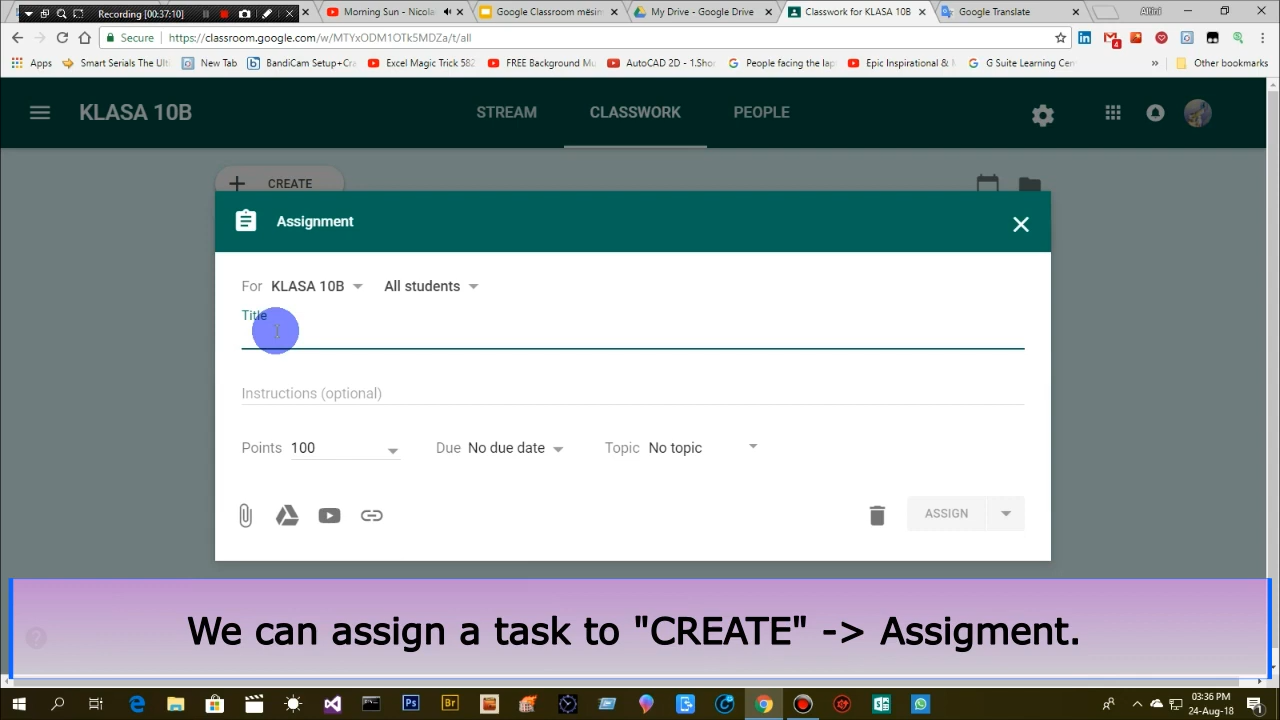 Recording [00:37:10]
Morning Sun - Nicola
Google Classroom mësim
My Drive - Goog
Classwork for KLASA 10B
Google Translate
Altini
Secure
https://classroom.google.com/w/MTYxODM1OTk5MDZa/t/all
4
Apps
Smart Serials The Ult
New Tab
BandiCam Setup+Cra
Excel Magic Trick 582
FREE Background Mu
AutoCAD 2D - 1.Shor
People facing the lap
Epic Inspirational &
G Suite Learning Cen
»
Other bookmarks
KLASA 10B
STREAM
CLASSWORK
PEOPLE
CREATE
Assignment
For KLASA 10B
All students
Title
Instructions (optional)
Points 100
Due No due date
Topic No topic
ASSIGN
We can assign a task to "CREATE" -> Assigment.
03:36 PM
24-Aug-18